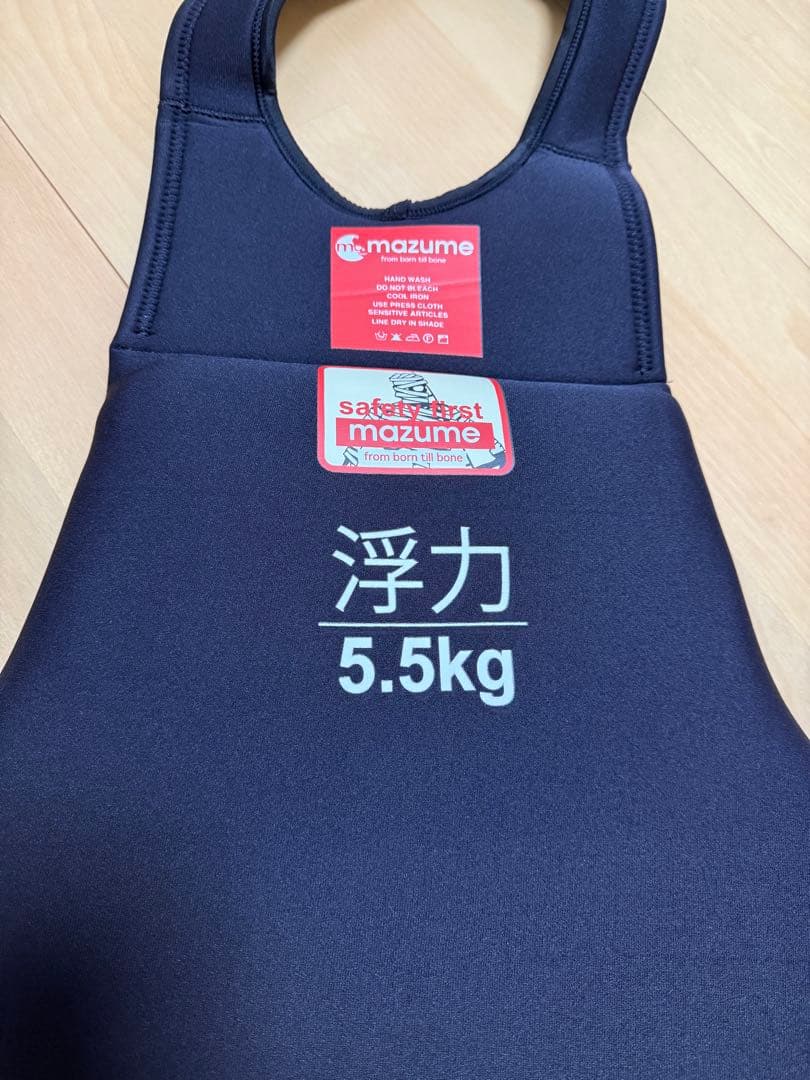 mazume
from born till bone
HAND WASH
DO NOT BLEACH
COOL IRON
USE PRESS CLOTH
SENSITIVE ARTICLES
LINE DRY IN SHADE
safety first
mazume
from born till bone
浮力
5.5kg